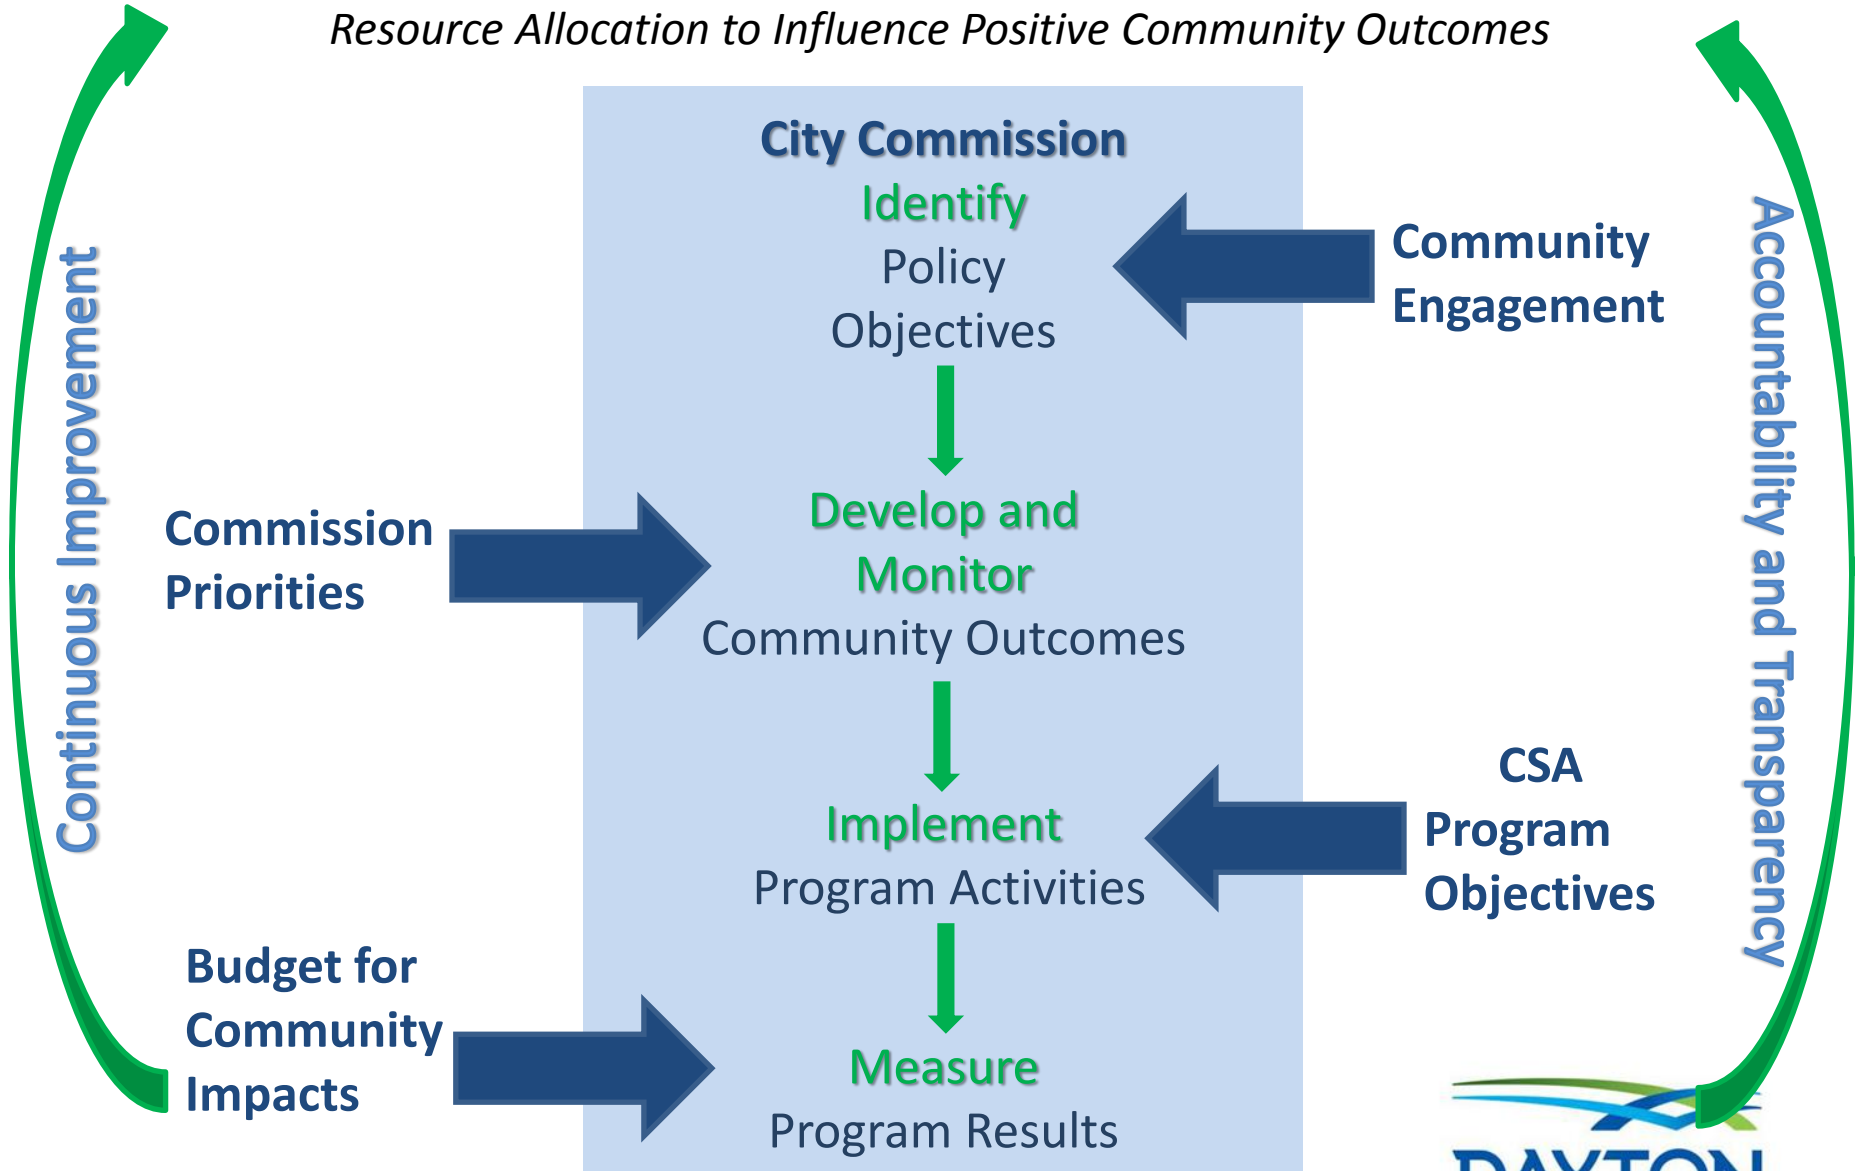 Resource Allocation to Influence Positive Community Outcomes
City Commission
Identify
Policy
Objectives
Community
Engagement
Develop and
Monitor
Community Outcomes
Commission
Priorities
Implement
Program Activities
CSA
Program
Objectives
Measure
Program Results
Budget for
Community
Impacts
Continuous Improvement
Accountability and Transparency
DAYTON